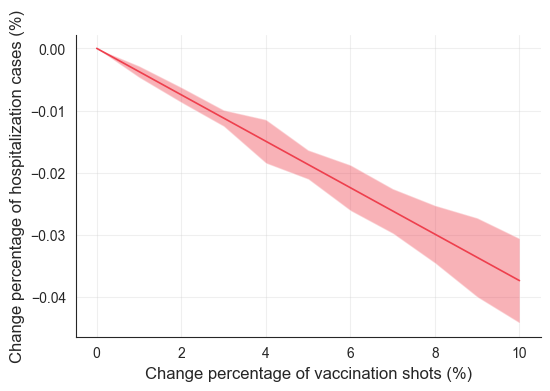 Change percentage of hospitalization cases (%)
0.00
−0.01
−0.02
−0.03
−0.04
0 2 4 6 8 10
Change percentage of vaccination shots (%)